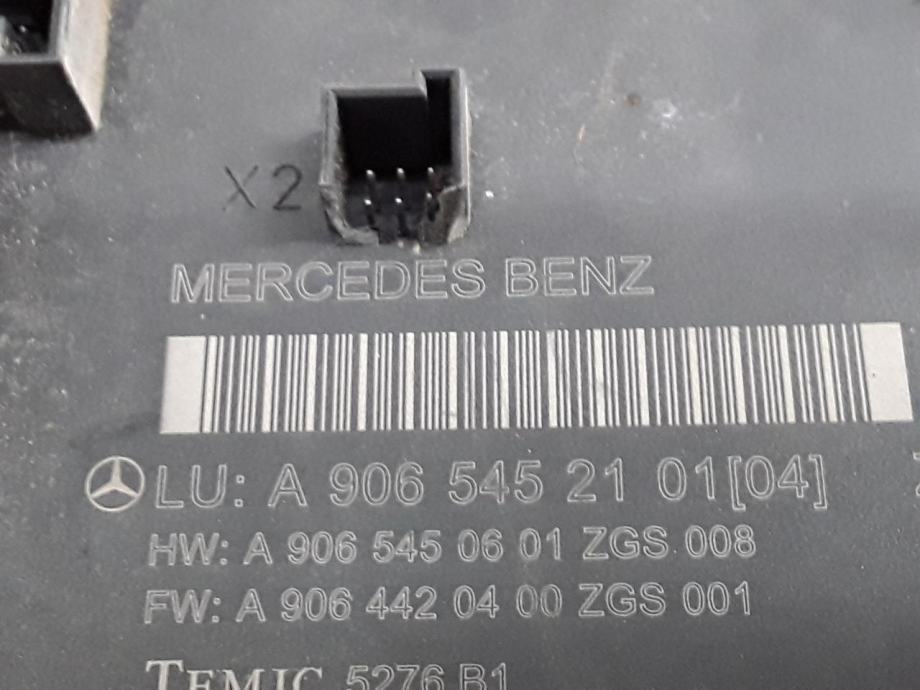 X2
MERCEDES BENZ
LU: A 906 545 21 01[04]
HW: A 906 545 06 01 ZGS 008
FW: A 906 442 04 00 ZGS 001
TEMIC 5276 B1